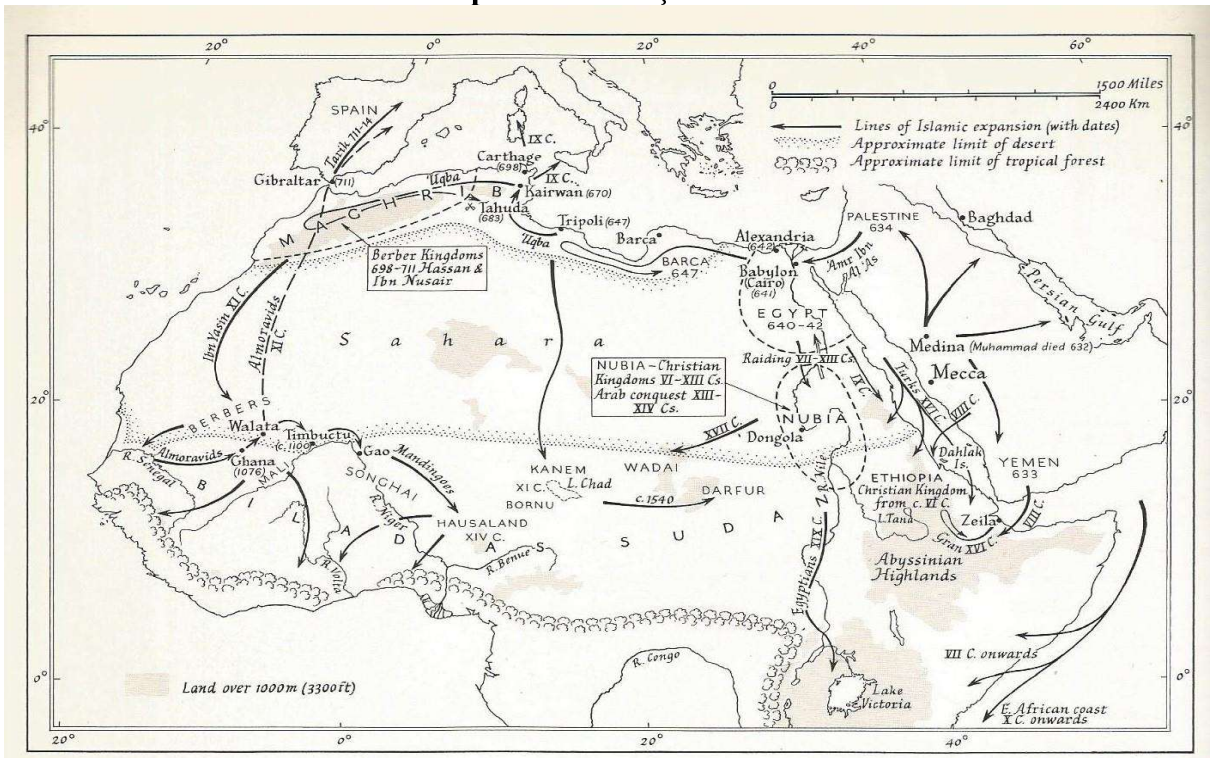 20°
0°
20°
40°
60°
0
1500 Miles
0
2400 Km
Lines of Islamic expansion (with dates)
Approximate limit of desert
Approximate limit of tropical forest
40°
40°
SPAIN
Tarik 711-14
IX C.
Carthage
(698)
IX C.
Gibraltar (711)
Uqba
Kairwan (670)
MAGHRIB
Tahuda
(683)
Tripoli (647)
Uqba
Barca
BARCA
647
Alexandria
(642)
Babylon
(Cairo)
(641)
PALESTINE
634
Baghdad
'Amr Ibn
Al 'As
Persian Gulf
Berber Kingdoms
698-711 Hassan &
Ibn Nusair
EGYPT
640-42
Medina (Muhammad died 632)
Mecca
Ibn Yasin XI C.
Almoravids
XI C.
Sahara
Raiding VII-XIII Cs.
NUBIA-Christian
Kingdoms VI-XIII Cs.
Arab conquest XIII-
XIV Cs.
IX C.
Turks XVI C.
VIII C.
20°
20°
BERBERS
Walata
Timbuctu
(c.1100)
Gao
Mandingoes
XVII C.
NUBIA
Dongola
Almoravids
R. Senegal
Ghana
(1076)
MALI
SONGHAI
R. Niger
KANEM
XI C.
L. Chad
BORNU
WADAI
DARFUR
c.1540
R. Nile
Dahlak
Is.
YEMEN
633
ETHIOPIA
Christian Kingdom
from c. VI C.
L. Tana
Zeila
VIII C.
Gran XVI C.
HAUSALAND
XIV C.
BILAD AS SUDAN
R. Volta
R. Benue
Egyptians XIX C.
Abyssinian
Highlands
R. Congo
VII C. onwards
0°
0°
Land over 1000m (3300ft)
Lake
Victoria
E. African coast
X C. onwards
20°
0°
20°
40°